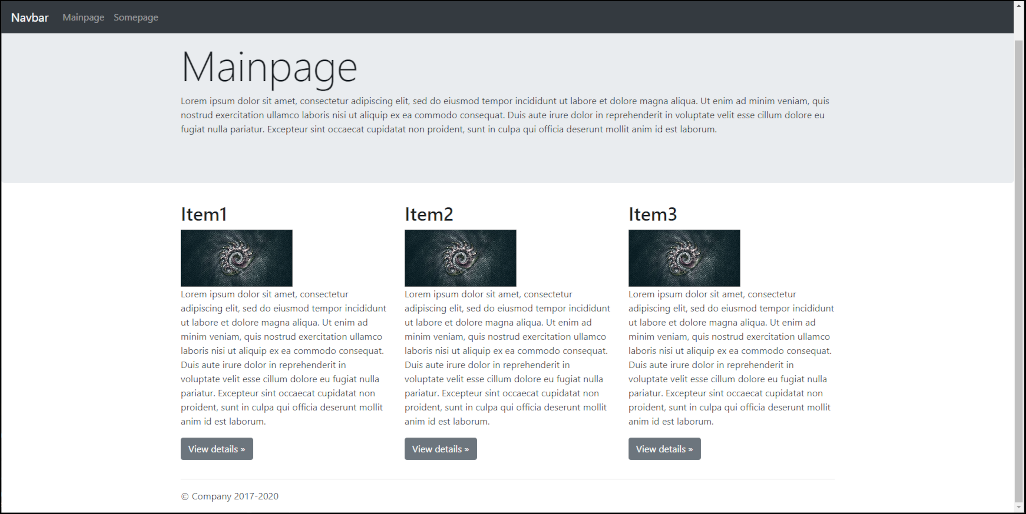 Navbar Mainpage Somepage
Mainpage
Lorem ipsum dolor sit amet, consectetur adipiscing elit, sed do eiusmod tempor incididunt ut labore et dolore magna aliqua. Ut enim ad minim veniam, quis
nostrud exercitation ullamco laboris nisi ut aliquip ex ea commodo consequat. Duis aute irure dolor in reprehenderit in voluptate velit esse cillum dolore eu
fugiat nulla pariatur. Excepteur sint occaecat cupidatat non proident, sunt in culpa qui officia deserunt mollit anim id est laborum.
Item1
Lorem ipsum dolor sit amet, consectetur
adipiscing elit, sed do eiusmod tempor incididunt
ut labore et dolore magna aliqua. Ut enim ad
minim veniam, quis nostrud exercitation ullamco
laboris nisi ut aliquip ex ea commodo consequat.
Duis aute irure dolor in reprehenderit in
voluptate velit esse cillum dolore eu fugiat nulla
pariatur. Excepteur sint occaecat cupidatat non
proident, sunt in culpa qui officia deserunt mollit
anim id est laborum.
View details »
Item2
Lorem ipsum dolor sit amet, consectetur
adipiscing elit, sed do eiusmod tempor incididunt
ut labore et dolore magna aliqua. Ut enim ad
minim veniam, quis nostrud exercitation ullamco
laboris nisi ut aliquip ex ea commodo consequat.
Duis aute irure dolor in reprehenderit in
voluptate velit esse cillum dolore eu fugiat nulla
pariatur. Excepteur sint occaecat cupidatat non
proident, sunt in culpa qui officia deserunt mollit
anim id est laborum.
View details »
Item3
Lorem ipsum dolor sit amet, consectetur
adipiscing elit, sed do eiusmod tempor incididunt
ut labore et dolore magna aliqua. Ut enim ad
minim veniam, quis nostrud exercitation ullamco
laboris nisi ut aliquip ex ea commodo consequat.
Duis aute irure dolor in reprehenderit in
voluptate velit esse cillum dolore eu fugiat nulla
pariatur. Excepteur sint occaecat cupidatat non
proident, sunt in culpa qui officia deserunt mollit
anim id est laborum.
View details »
© Company 2017-2020